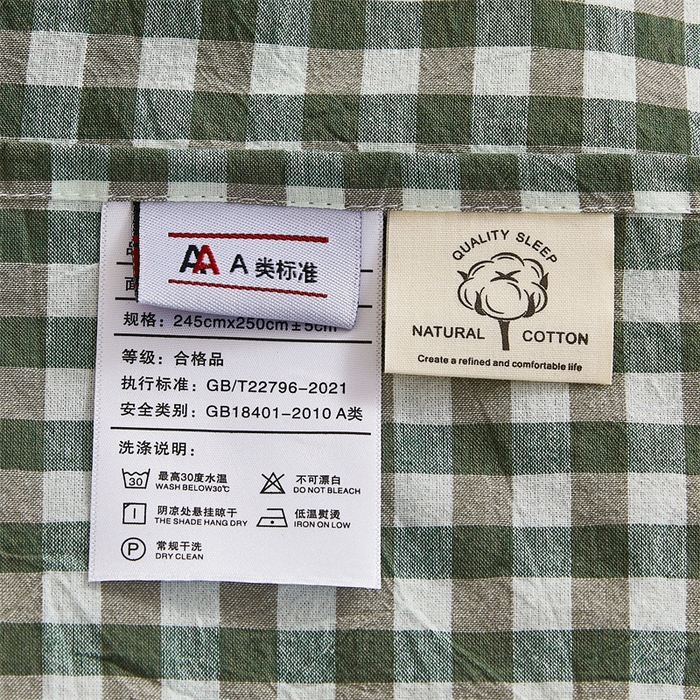 AA A 类标准
规格：245cmx250cm±5cm
等级：合格品
执行标准：GB/T22796-2021
安全类别：GB18401-2010 A类
洗涤说明：
30 最高30度水温 不可漂白
WASH BELOW30℃ DO NOT BLEACH
阴凉处悬挂晾干 低温熨烫
THE SHADE HANG DRY IRON ON LOW
P 常规干洗
DRY CLEAN
QUALITY SLEEP
NATURAL COTTON
Create a refined and comfortable life